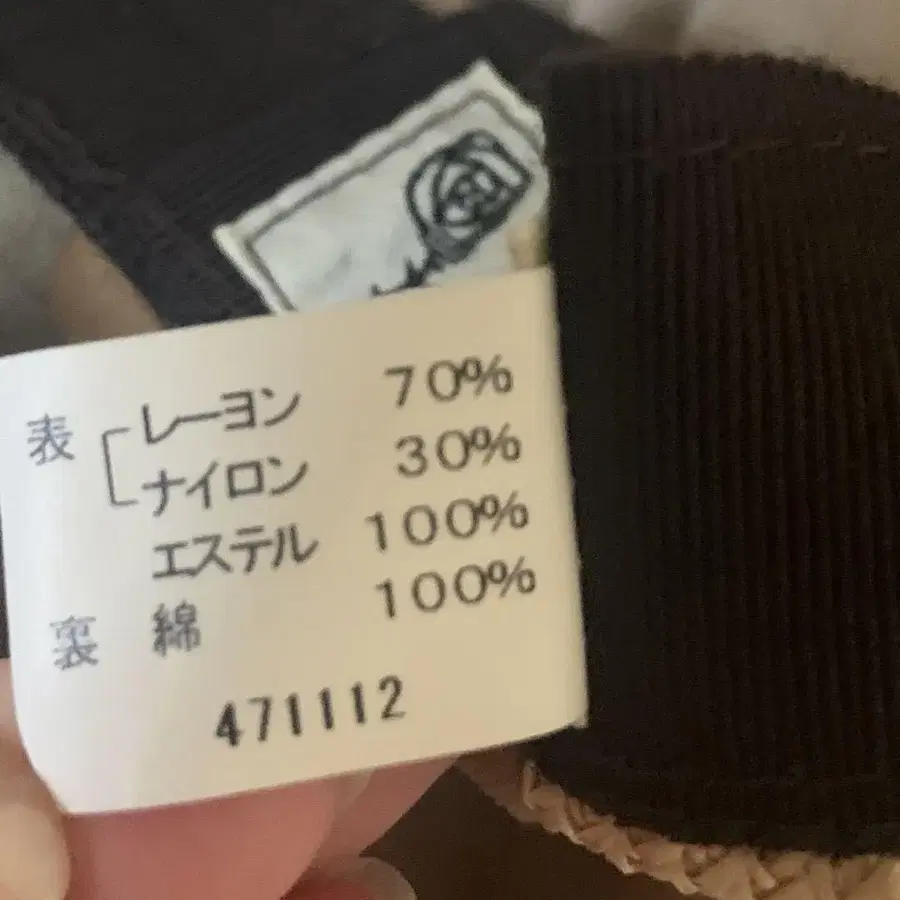 表 レーヨン 70%
ナイロン 30%
エステル 100%
裏 綿 100%
471112